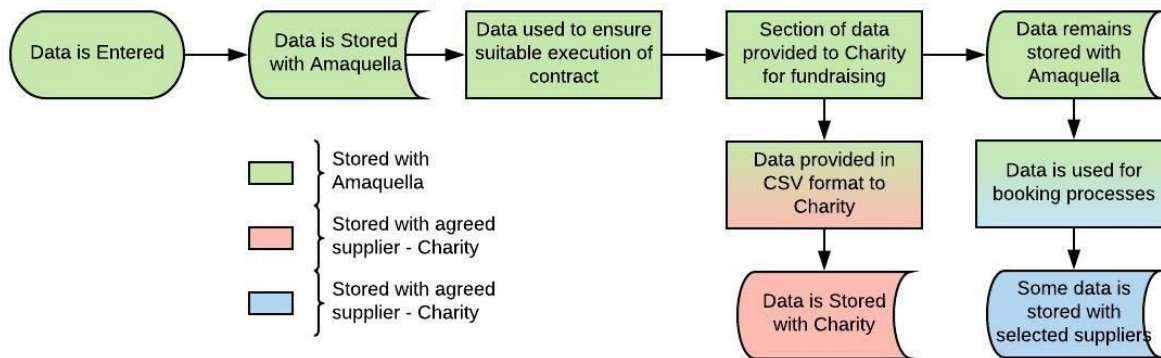 Data is Entered
Data is Stored
with Amaquella
Data used to ensure
suitable execution of
contract
Section of data
provided to Charity
for fundraising
Data remains
stored with
Amaquella
Data provided in
CSV format to
Charity
Data is used for
booking processes
Data is Stored
with Charity
Some data is
stored with
selected suppliers
Stored with
Amaquella
Stored with agreed
supplier - Charity
Stored with agreed
supplier - Charity